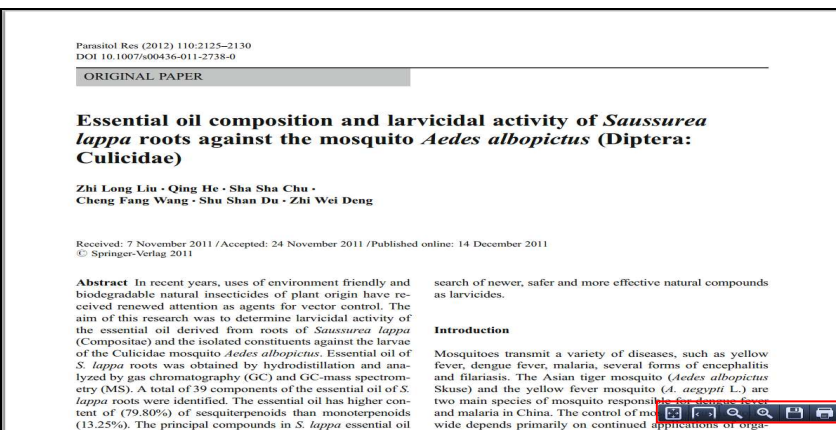 Parasitol Res (2012) 110:2125–2130
DOI 10.1007/s00436-011-2738-0
ORIGINAL PAPER
Essential oil composition and larvicidal activity of Saussurea
lappa roots against the mosquito Aedes albopictus (Diptera:
Culicidae)
Zhi Long Liu · Qing He · Sha Sha Chu ·
Cheng Fang Wang · Shu Shan Du · Zhi Wei Deng
Received: 7 November 2011 / Accepted: 24 November 2011 / Published online: 14 December 2011
© Springer-Verlag 2011
Abstract In recent years, uses of environment friendly and
biodegradable natural insecticides of plant origin have re-
ceived renewed attention as agents for vector control. The
aim of this research was to determine larvicidal activity of
the essential oil derived from roots of Saussurea lappa
(Compositae) and the isolated constituents against the larvae
of the Culicidae mosquito Aedes albopictus. Essential oil of
S. lappa roots was obtained by hydrodistillation and ana-
lyzed by gas chromatography (GC) and GC-mass spectrom-
etry (MS). A total of 39 components of the essential oil of S.
lappa roots were identified. The essential oil has higher con-
tent of (79.80%) of sesquiterpenoids than monoterpenoids
(13.25%). The principal compounds in S. lappa essential oil
search of newer, safer and more effective natural compounds
as larvicides.
Introduction
Mosquitoes transmit a variety of diseases, such as yellow
fever, dengue fever, malaria, several forms of encephalitis
and filariasis. The Asian tiger mosquito (Aedes albopictus
Skuse) and the yellow fever mosquito (A. aegypti L.) are
two main species of mosquito responsible for dengue fever
and malaria in China. The control of
wide depends primarily on continued applications of orga-